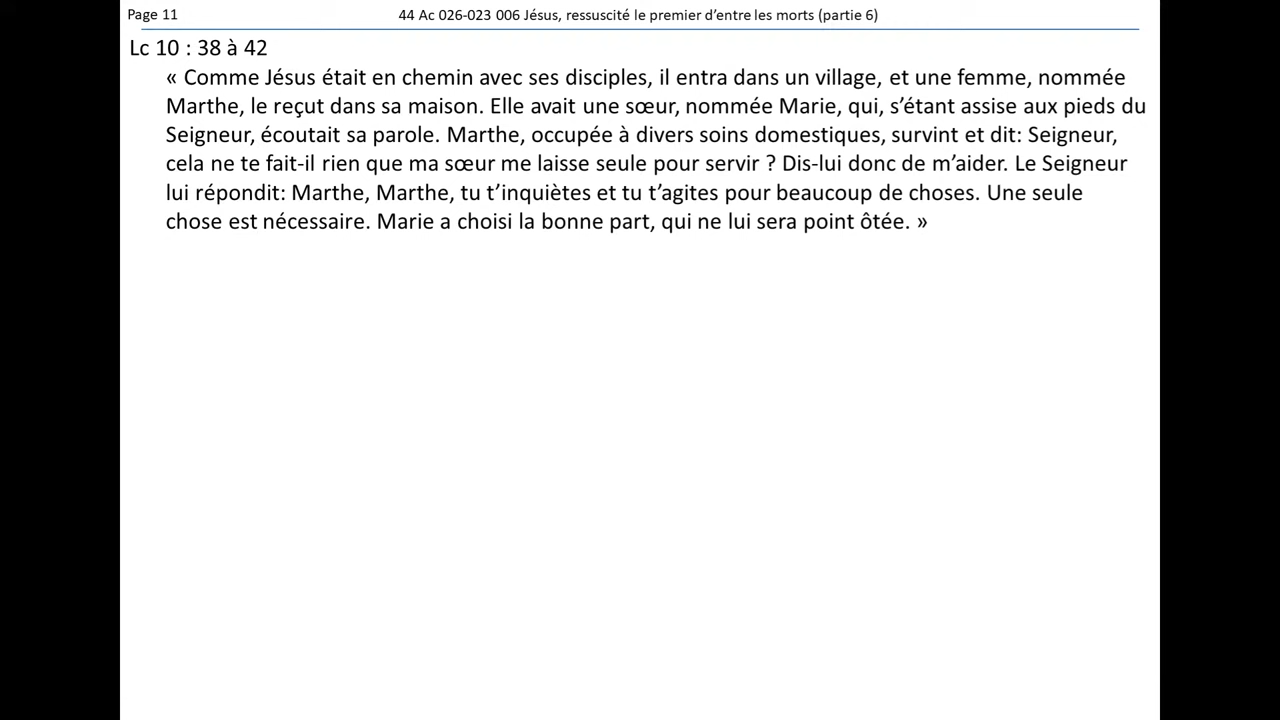 Page 11
44 Ac 026-023 006 Jésus, ressuscité le premier d’entre les morts (partie 6)
Lc 10 : 38 à 42
« Comme Jésus était en chemin avec ses disciples, il entra dans un village, et une femme, nommée
Marthe, le reçut dans sa maison. Elle avait une sœur, nommée Marie, qui, s’étant assise aux pieds du
Seigneur, écoutait sa parole. Marthe, occupée à divers soins domestiques, survint et dit: Seigneur,
cela ne te fait-il rien que ma sœur me laisse seule pour servir ? Dis-lui donc de m’aider. Le Seigneur
lui répondit: Marthe, Marthe, tu t’inquiètes et tu t’agites pour beaucoup de choses. Une seule
chose est nécessaire. Marie a choisi la bonne part, qui ne lui sera point ôtée. »